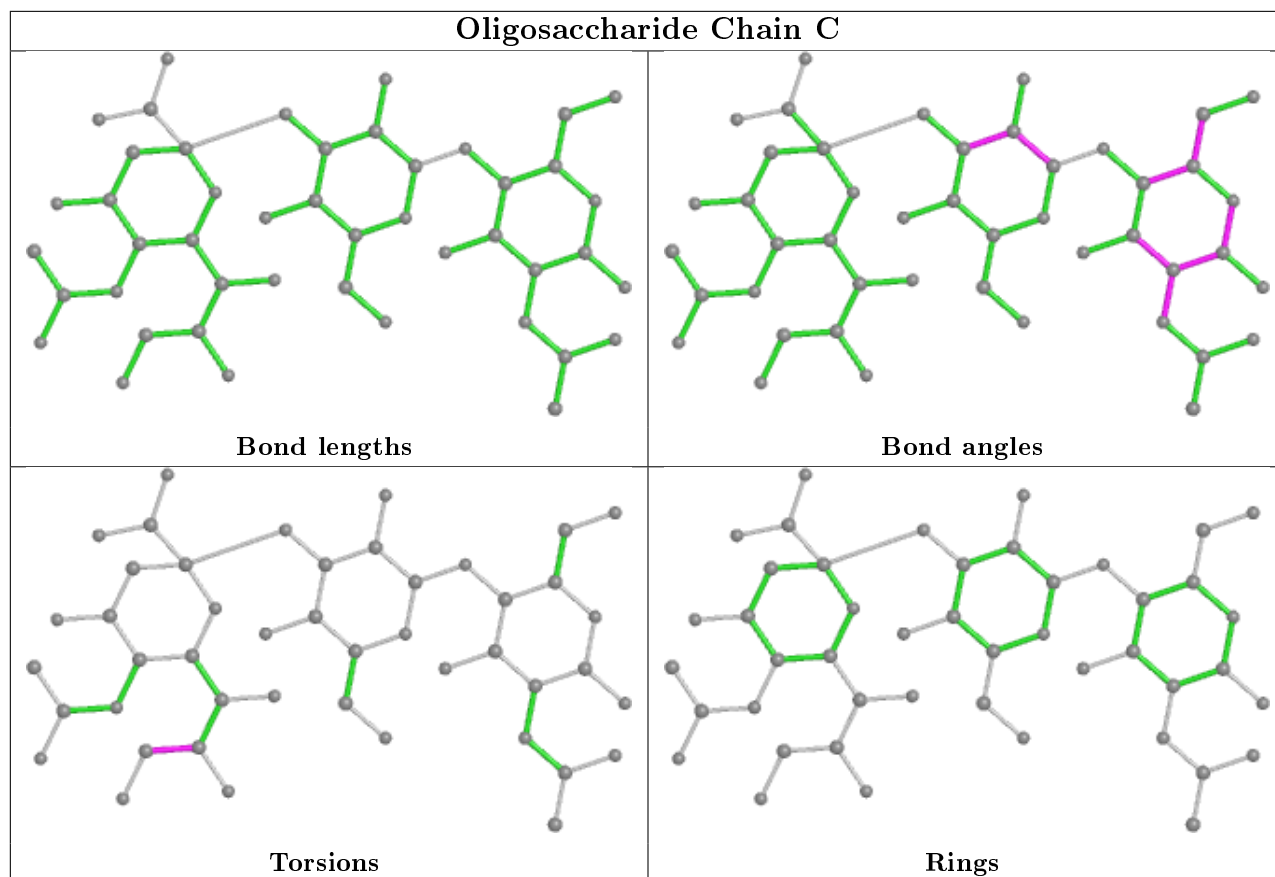 Oligosaccharide Chain C
Bond lengths
Bond angles
Torsions
Rings